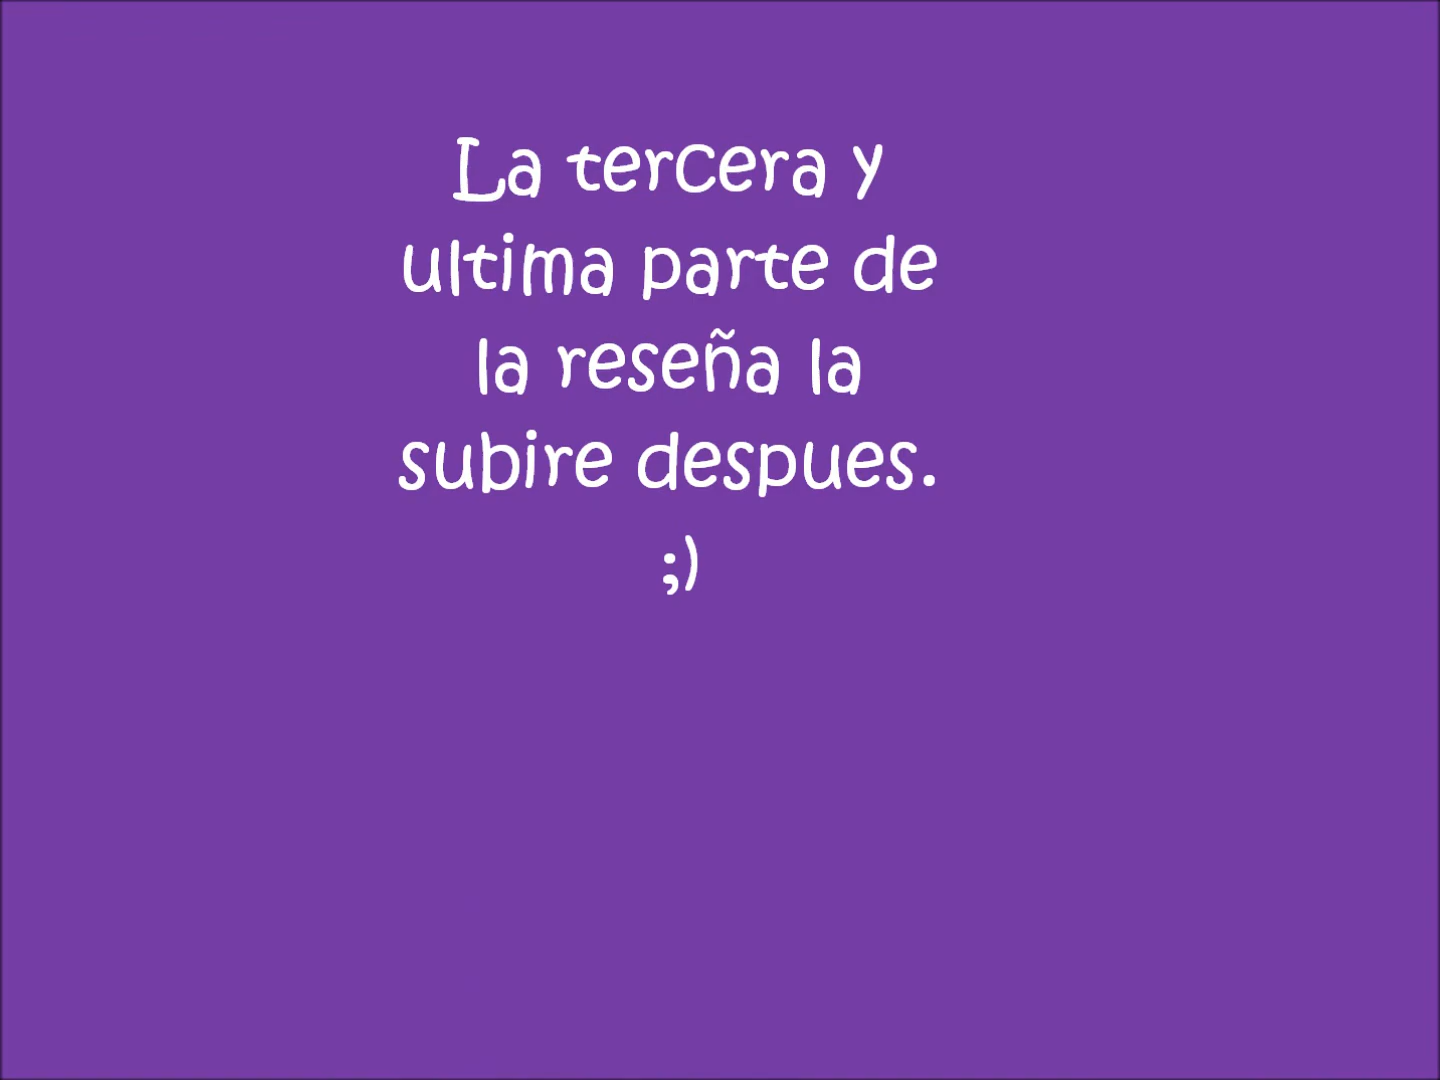 La tercera y
ultima parte de
la reseña la
subire despues.
;)